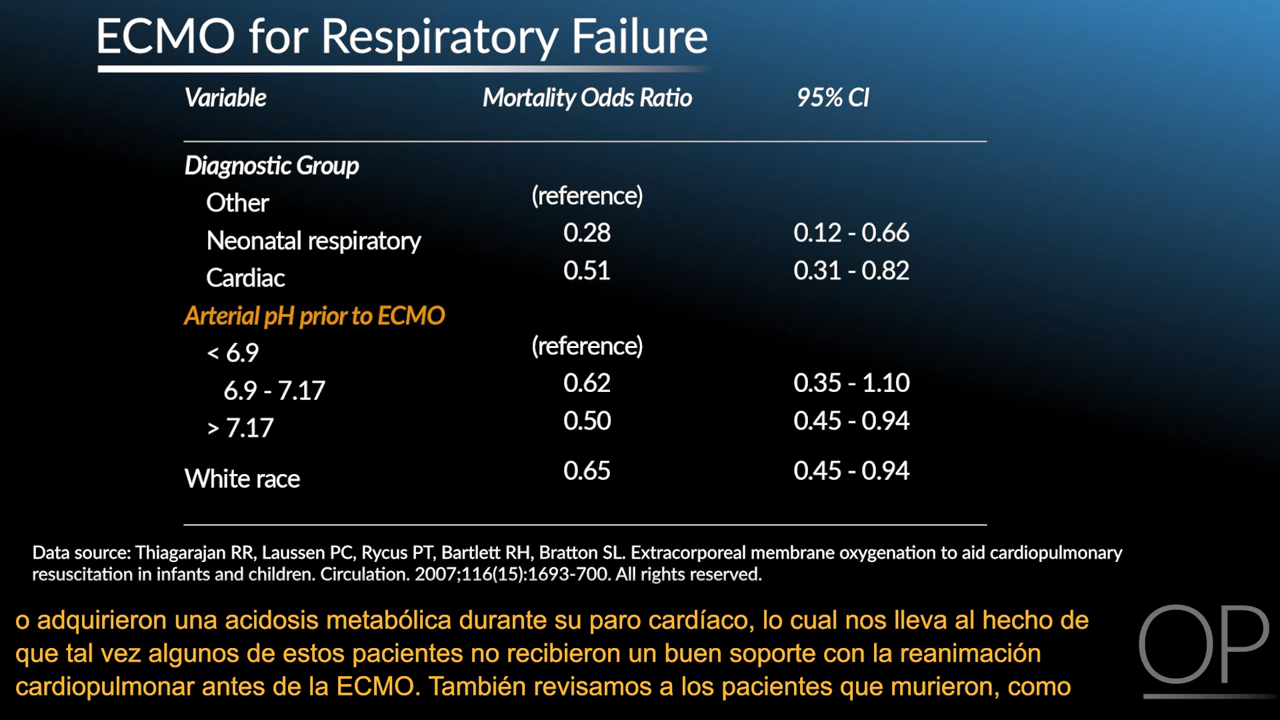 ECMO for Respiratory Failure
Variable Mortality Odds Ratio 95% CI
Diagnostic Group
Other (reference)
Neonatal respiratory 0.28 0.12 - 0.66
Cardiac 0.51 0.31 - 0.82
Arterial pH prior to ECMO
< 6.9 (reference)
6.9 - 7.17 0.62 0.35 - 1.10
> 7.17 0.50 0.45 - 0.94
White race 0.65 0.45 - 0.94
Data source: Thiagarajan RR, Laussen PC, Rycus PT, Bartlett RH, Bratton SL. Extracorporeal membrane oxygenation to aid cardiopulmonary
resuscitation in infants and children. Circulation. 2007;116(15):1693-700. All rights reserved.
o adquirieron una acidosis metabólica durante su paro cardíaco, lo cual nos lleva al hecho de
que tal vez algunos de estos pacientes no recibieron un buen soporte con la reanimación
cardiopulmonar antes de la ECMO. También revisamos a los pacientes que murieron, como
OP